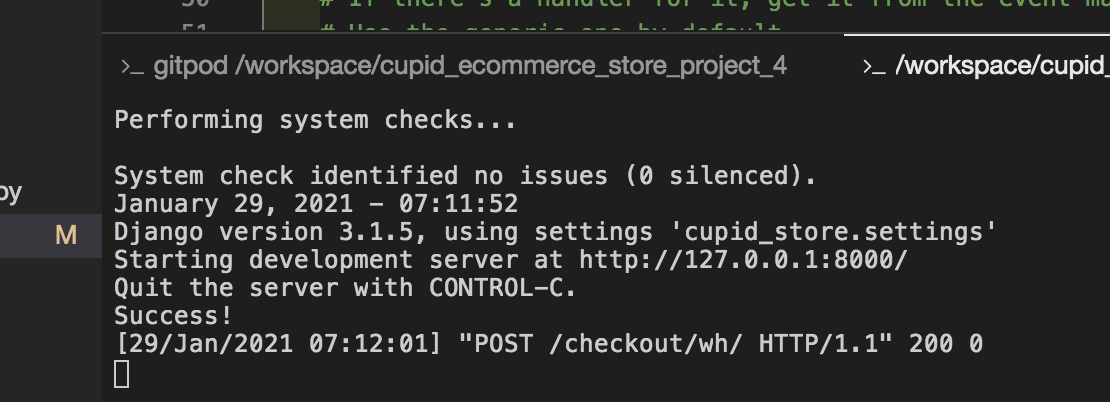 50 # If there's a handler for it, get it from the event ma
51 # Use the generic one by default
>_ gitpod /workspace/cupid_ecommerce_store_project_4 >_ /workspace/cupid_
Performing system checks...
System check identified no issues (0 silenced).
py
January 29, 2021 - 07:11:52
M
Django version 3.1.5, using settings 'cupid_store.settings'
Starting development server at http://127.0.0.1:8000/
Quit the server with CONTROL-C.
Success!
[29/Jan/2021 07:12:01] "POST /checkout/wh/ HTTP/1.1" 200 0